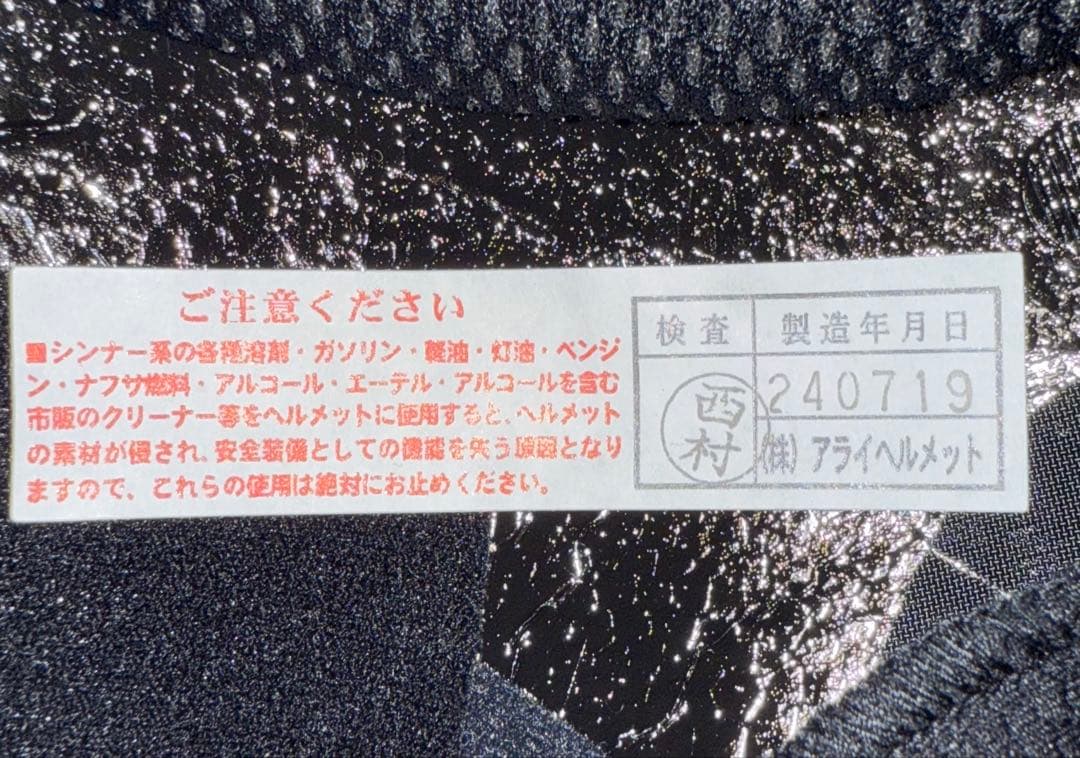 ご注意ください
■シンナー系の各種溶剤・ガソリン・軽油・灯油・ベンジ
ン・ナフサ燃料・アルコール・エーテル・アルコールを含む
市販のクリーナー等をヘルメットに使用すると、ヘルメット
の素材が侵され、安全装備としての機能を失う原因となり
ますので、これらの使用は絶対にお止めください。
検査 製造年月日
西村 240719
(株)アライヘルメット